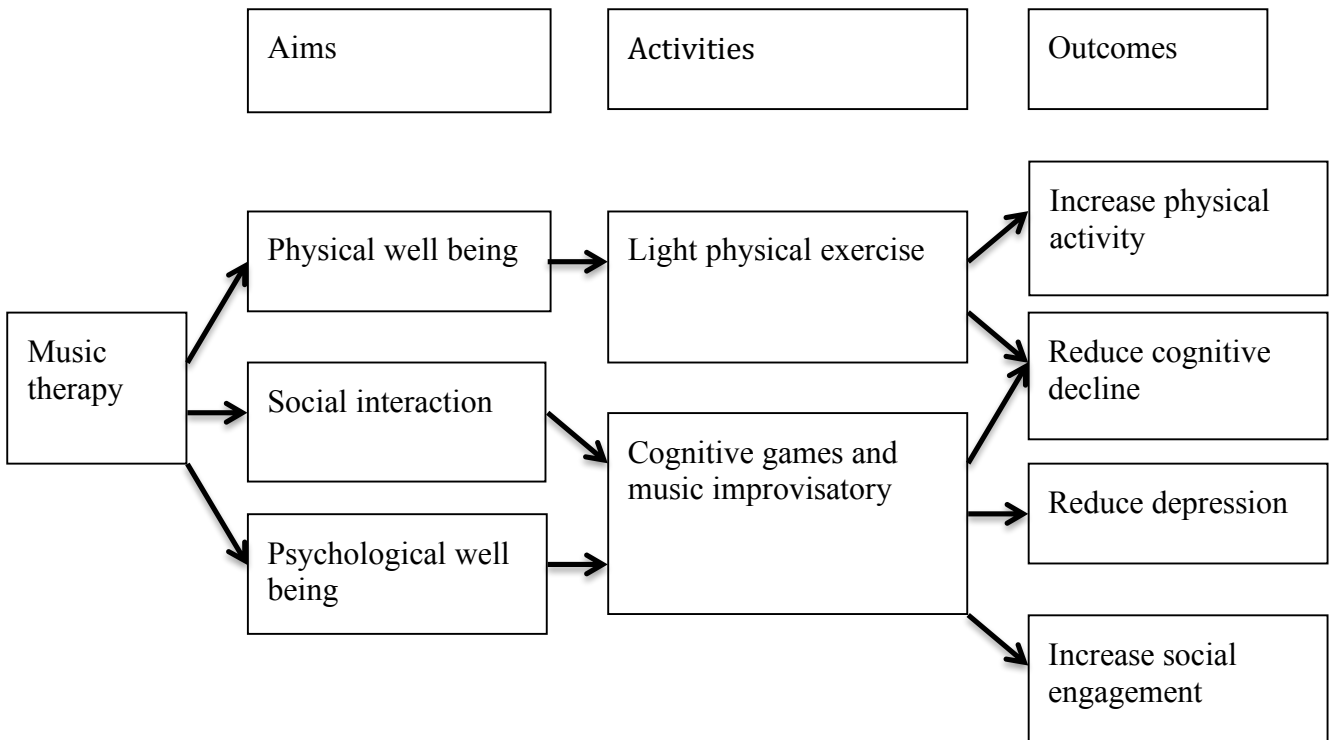 Aims
Activities
Outcomes
Music
therapy
Physical well being
Social interaction
Psychological well
being
Light physical exercise
Cognitive games and
music improvisatory
Increase physical
activity
Reduce cognitive
decline
Reduce depression
Increase social
engagement